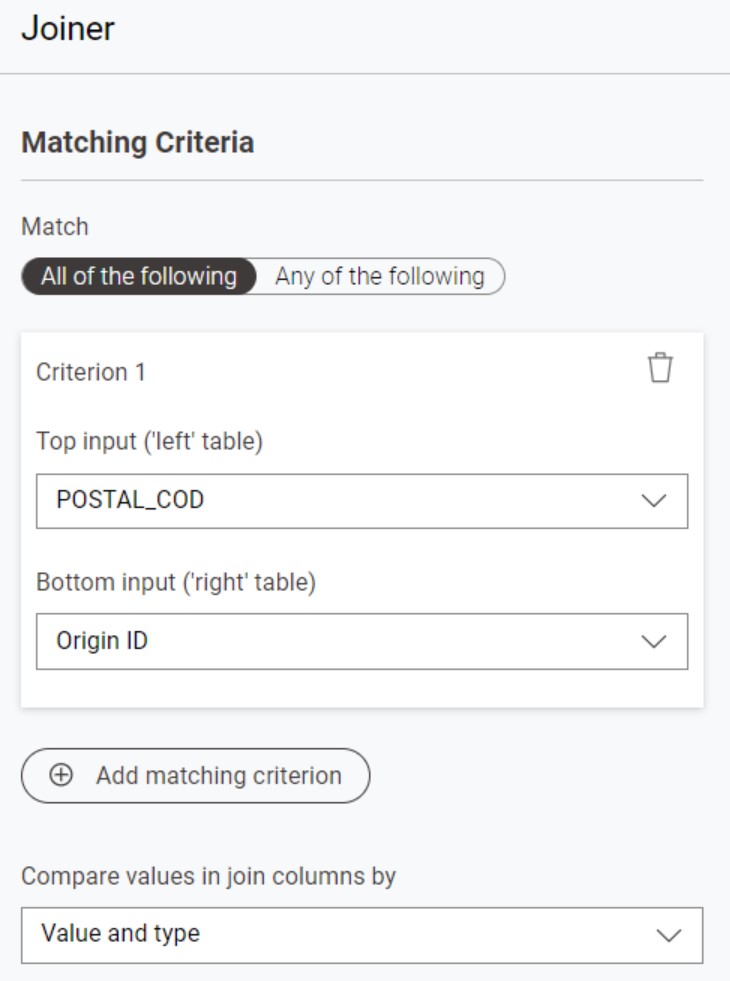 Joiner
Matching Criteria
Match
All of the following Any of the following
Criterion 1
Top input ('left' table)
POSTAL_COD
Bottom input ('right' table)
Origin ID
Add matching criterion
Compare values in join columns by
Value and type